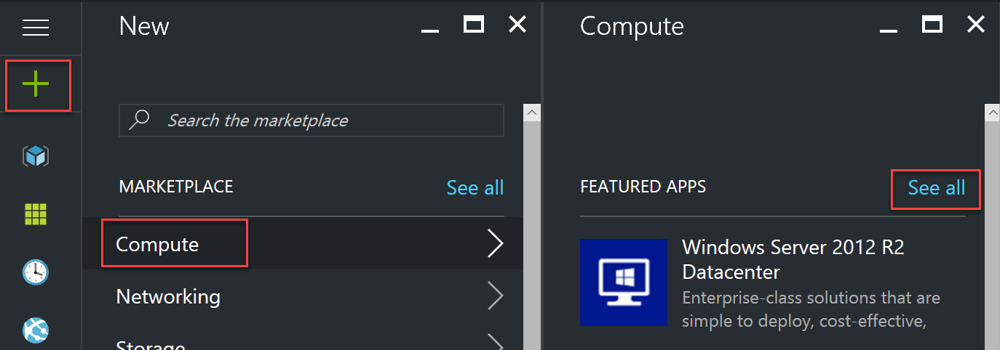 New
Search the marketplace
MARKETPLACE
See all
Compute
Networking
Storage
Compute
FEATURED APPS
See all
Windows Server 2012 R2
Datacenter
Enterprise-class solutions that are
simple to deploy, cost-effective,